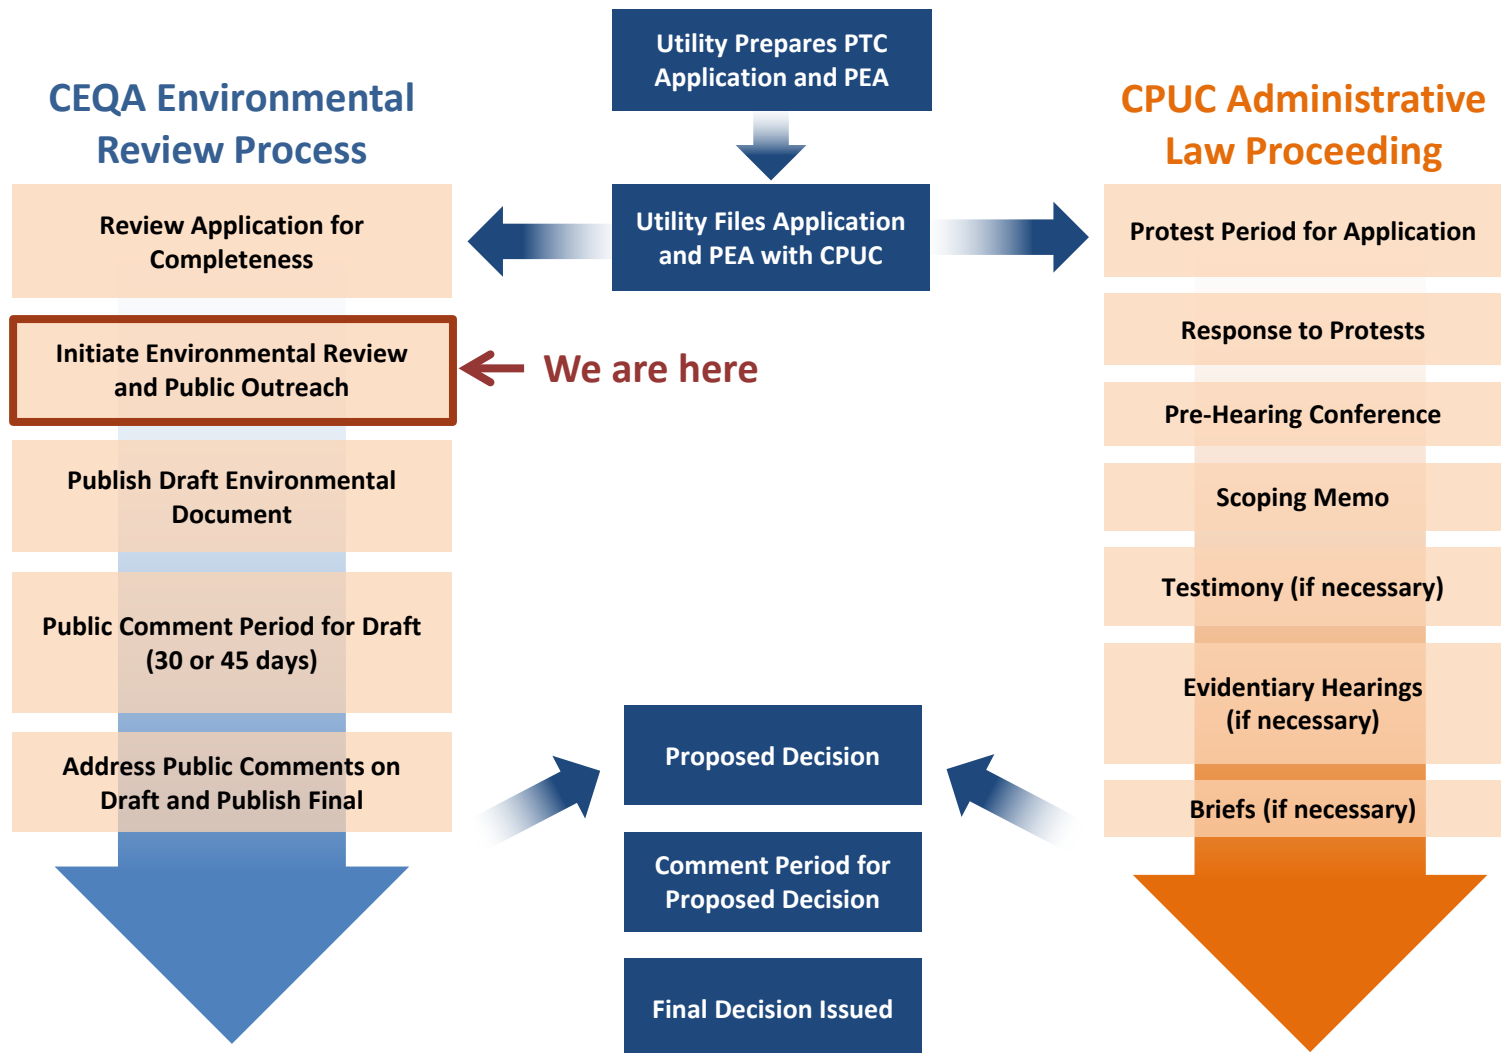 Utility Prepares PTC
Application and PEA
CEQA Environmental
Review Process
CPUC Administrative
Law Proceeding
Review Application for
Completeness
Utility Files Application
and PEA with CPUC
Protest Period for Application
Initiate Environmental Review
and Public Outreach
We are here
Response to Protests
Pre-Hearing Conference
Publish Draft Environmental
Document
Scoping Memo
Public Comment Period for Draft
(30 or 45 days)
Testimony (if necessary)
Evidentiary Hearings
(if necessary)
Address Public Comments on
Draft and Publish Final
Proposed Decision
Briefs (if necessary)
Comment Period for
Proposed Decision
Final Decision Issued